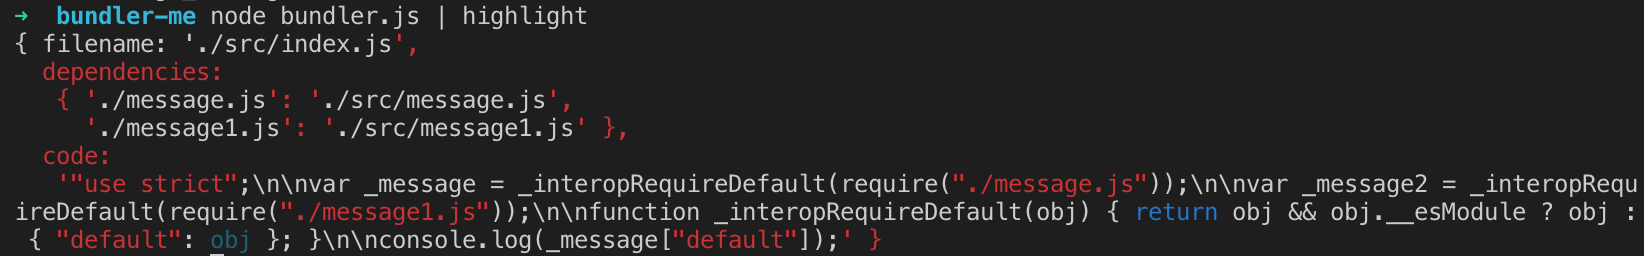 → bundler-me node bundler.js | highlight
{ filename: './src/index.js',
dependencies:
{ './message.js': './src/message.js',
'./message1.js': './src/message1.js' },
code:
'"use strict";\n\nvar _message = _interopRequireDefault(require("./message.js"));\n\nvar _message2 = _interopRequ
ireDefault(require("./message1.js"));\n\nfunction _interopRequireDefault(obj) { return obj && obj.__esModule ? obj :
{ "default": obj }; }\n\nconsole.log(_message["default"]);' }